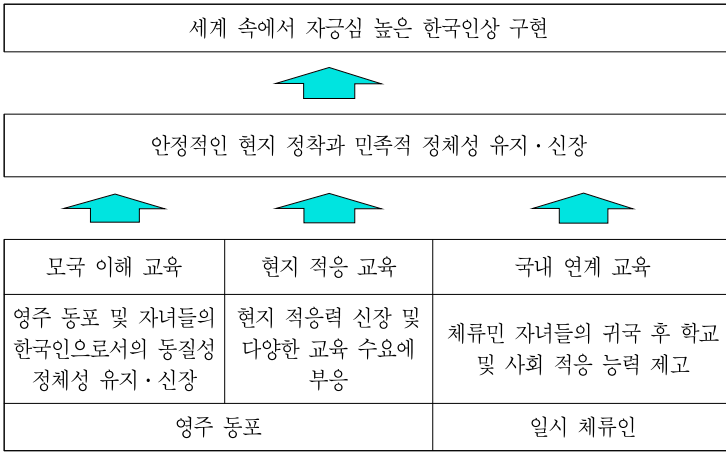 세계 속에서 자긍심 높은 한국인상 구현
안정적인 현지 정착과 민족적 정체성 유지·신장
모국 이해 교육
현지 적응 교육
국내 연계 교육
영주 동포 및 자녀들의
한국인으로서의 동질성
정체성 유지·신장
현지 적응력 신장 및
다양한 교육 수요에
부응
체류민 자녀들의 귀국 후 학교
및 사회 적응 능력 제고
영주 동포
일시 체류인